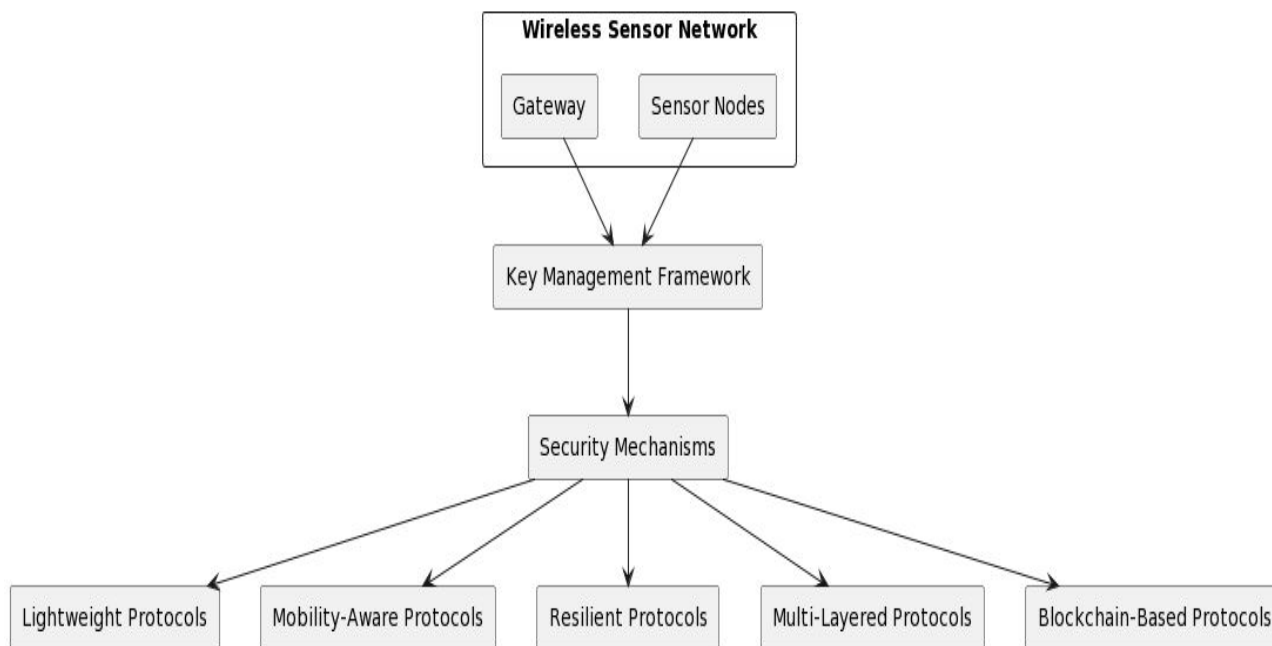 Wireless Sensor Network
Gateway
Sensor Nodes
Key Management Framework
Security Mechanisms
Lightweight Protocols
Mobility-Aware Protocols
Resilient Protocols
Multi-Layered Protocols
Blockchain-Based Protocols